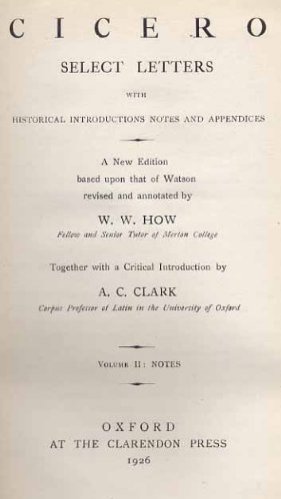 CICERO
SELECT LETTERS
WITH
HISTORICAL INTRODUCTIONS NOTES AND APPENDICES
A New Edition
based upon that of Watson
revised and annotated by
W. W. HOW
Fellow and Senior Tutor of Merton College
Together with a Critical Introduction by
A. C. CLARK
Corpus Professor of Latin in the University of Oxford
VOLUME II: NOTES
OXFORD
AT THE CLARENDON PRESS
1926